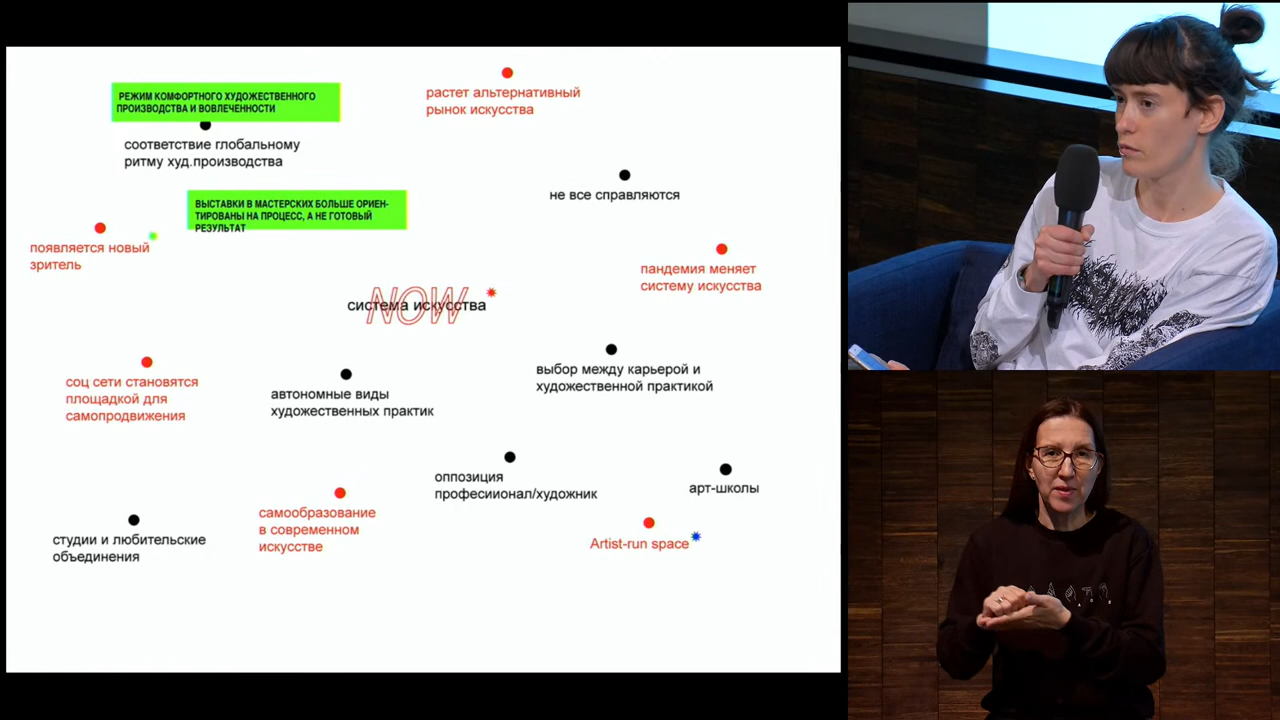 РЕЖИМ КОМФОРТНОГО ХУДОЖЕСТВЕННОГО
ПРОИЗВОДСТВА И ВОВЛЕЧЕННОСТИ
соответствие глобальному
ритму худ.производства
растет альтернативный
рынок искусства
не все справляются
ВЫСТАВКИ В МАСТЕРСКИХ БОЛЬШЕ ОРИЕН-
ТИРОВАНЫ НА ПРОЦЕСС, А НЕ ГОТОВЫЙ
РЕЗУЛЬТАТ
появляется новый
зритель
пандемия меняет
систему искусства
система искусства
NOW
соц сети становятся
площадкой для
самопродвижения
автономные виды
художественных практик
выбор между карьерой и
художественной практикой
оппозиция
професиионал/художник
арт-школы
самообразование
в современном
искусстве
студии и любительские
объединения
Artist-run space